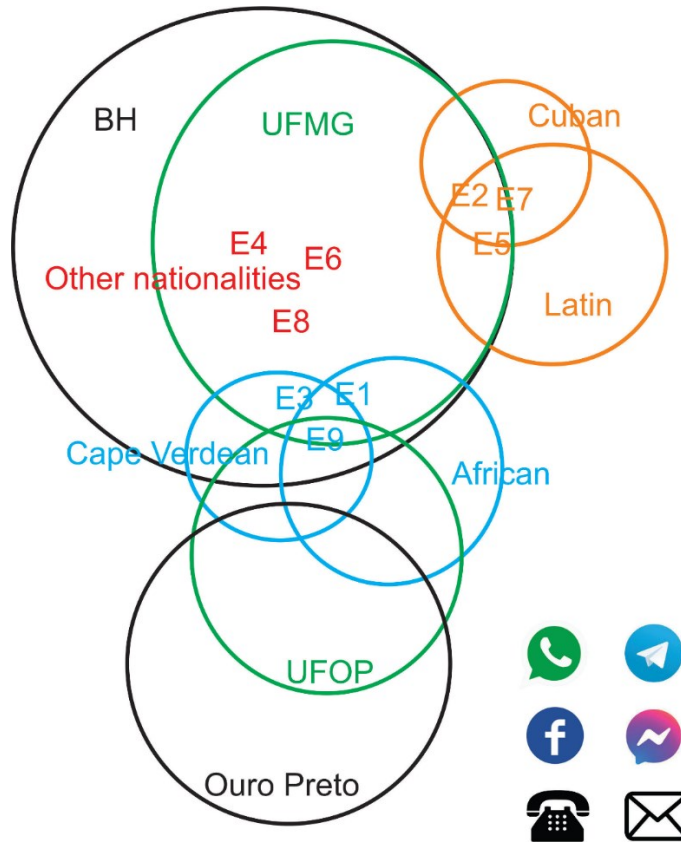 BH
UFMG
Cuban
E2
E7
E4
E6
E5
Other nationalities
Latin
E8
E3
E1
E9
Cape Verdean
African
UFOP
Ouro Preto